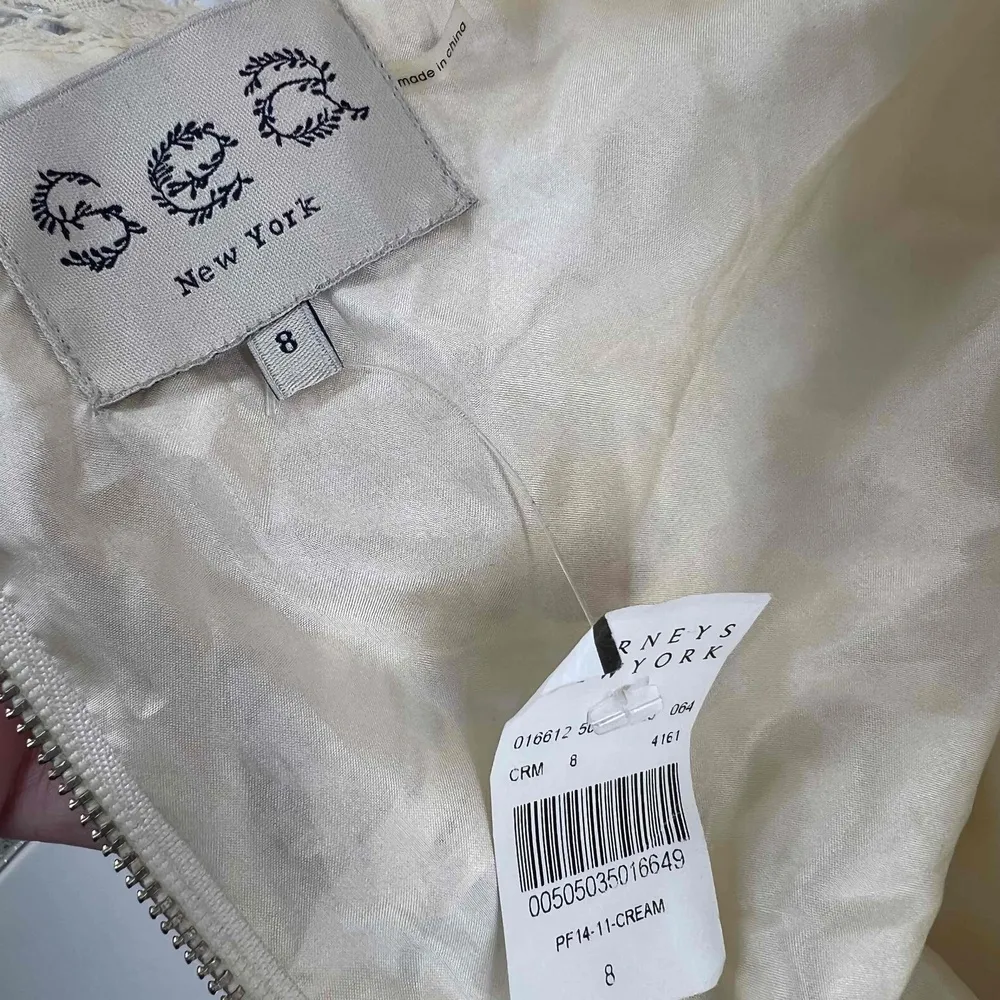 made in china
sea
New York
8
RNEYS
YORK
016612 50 064
4161
CRM 8
00505035016649
PF14-11-CREAM
8